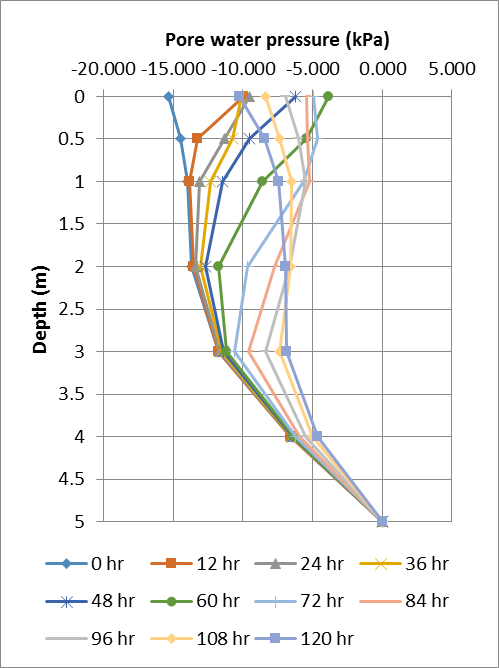 Pore water pressure (kPa)
-20.000 -15.000 -10.000 -5.000 0.000 5.000
0
0.5
1
1.5
2
2.5
3
3.5
4
4.5
5
Depth (m)
0 hr 12 hr 24 hr 36 hr
48 hr 60 hr 72 hr 84 hr
96 hr 108 hr 120 hr